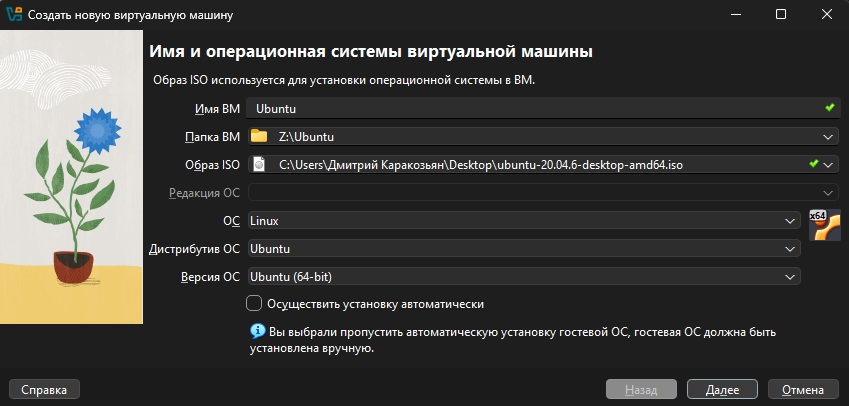 Создать новую виртуальную машину
Имя и операционная системы виртуальной машины
Образ ISO используется для установки операционной системы в ВМ.
Имя ВМ Ubuntu
Папка ВМ Z:\Ubuntu
Образ ISO C:\Users\Дмитрий Каракозьян\Desktop\ubuntu-20.04.6-desktop-amd64.iso
Редакция ОС
ОС Linux
x64
Дистрибутив ОС Ubuntu
Версия ОС Ubuntu (64-bit)
Осуществить установку автоматически
Вы выбрали пропустить автоматическую установку гостевой ОС, гостевая ОС должна быть
установлена вручную.
Справка Назад Далее Отмена